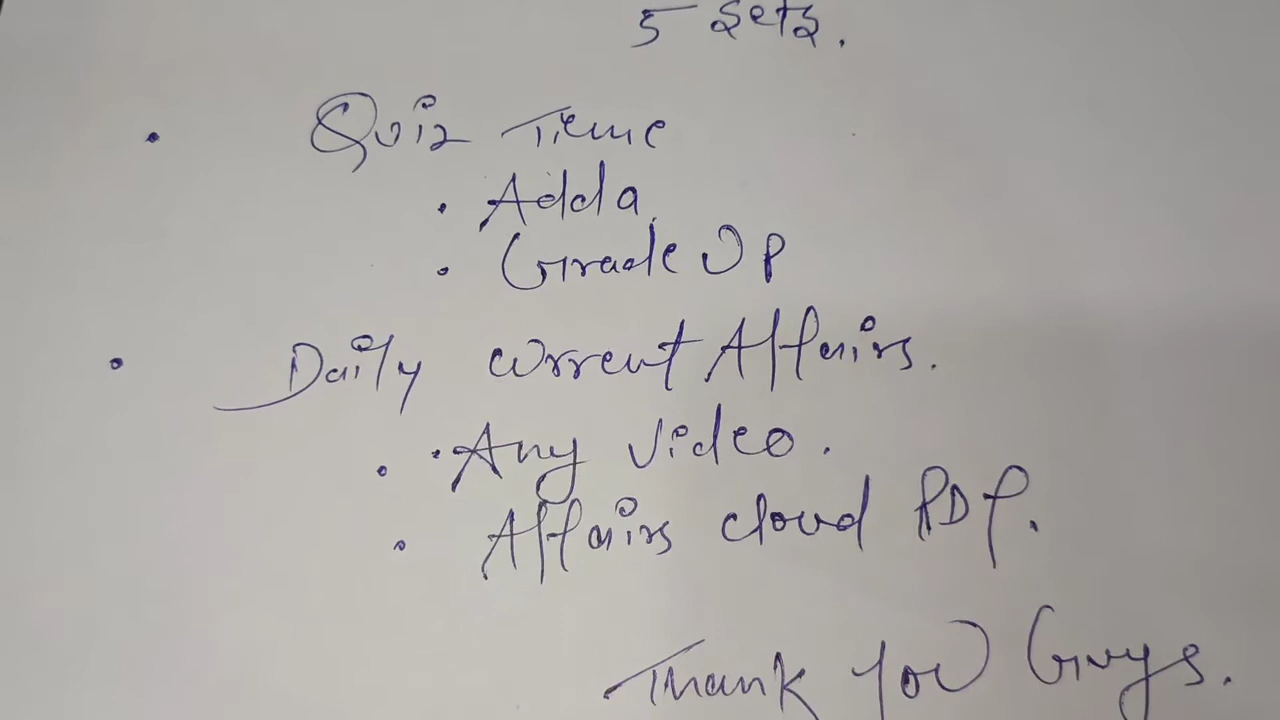 5 sets.
• Quiz Time
• Adda
• Grade Up
• Daily current Affairs.
• Any video.
• Affairs cloud PDF.
Thank you Guys.